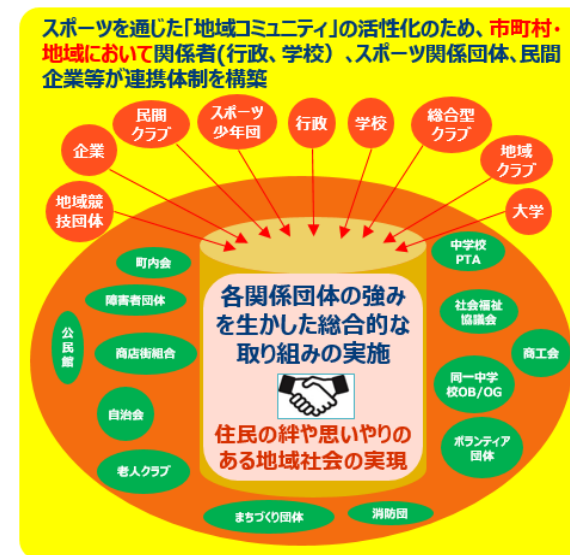 スポーツを通じた「地域コミュニティ」の活性化のため、市町村・
地域において関係者(行政、学校）、スポーツ関係団体、民間
企業等が連携体制を構築
地域競
技団体
企業
民間
クラブ
スポーツ
少年団
行政
学校
総合型
クラブ
地域
クラブ
大学
町内会
障害者団体
公
民
館
商店街組合
自治会
老人クラブ
まちづくり団体
消防団
中学校
PTA
社会福祉
協議会
商工会
同一中学
校OB/OG
ボランティア
団体
各関係団体の強み
を生かした総合的な
取り組みの実施
住民の絆や思いやりの
ある地域社会の実現